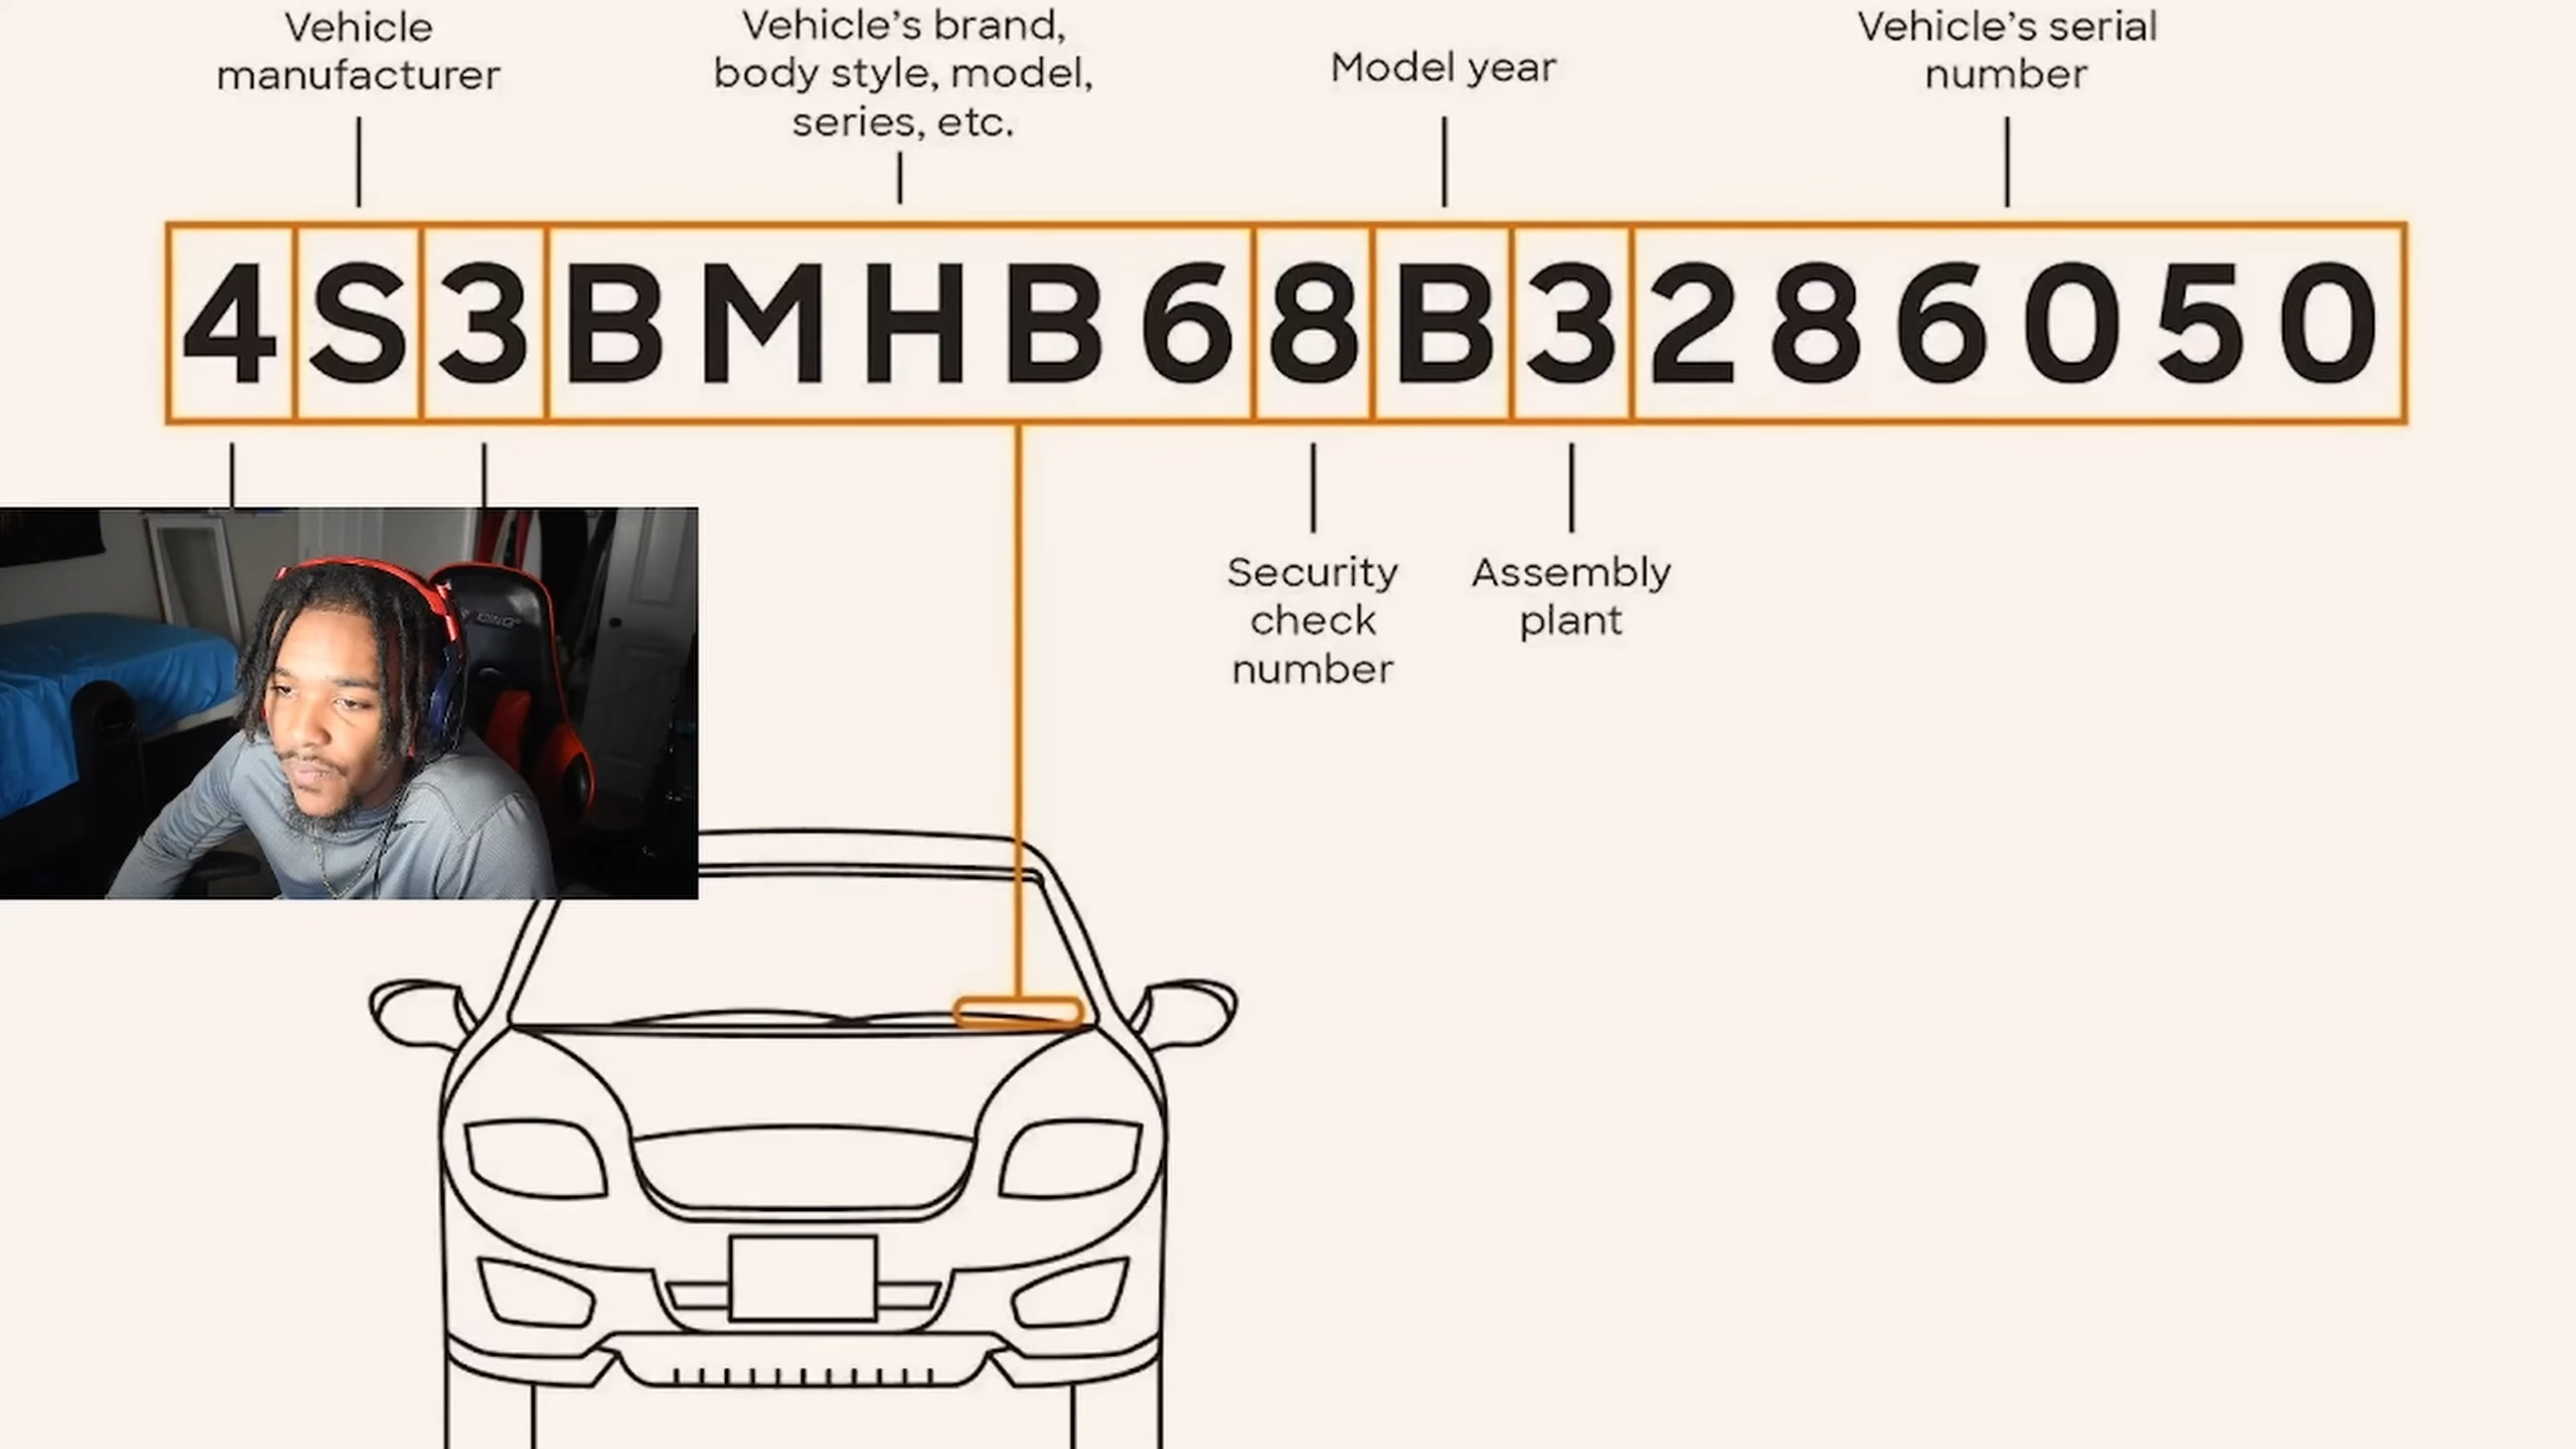 Vehicle
manufacturer
Vehicle's brand,
body style, model,
series, etc.
Model year
Vehicle's serial
number
4S3BMHB68B3286050
Security
check
number
Assembly
plant